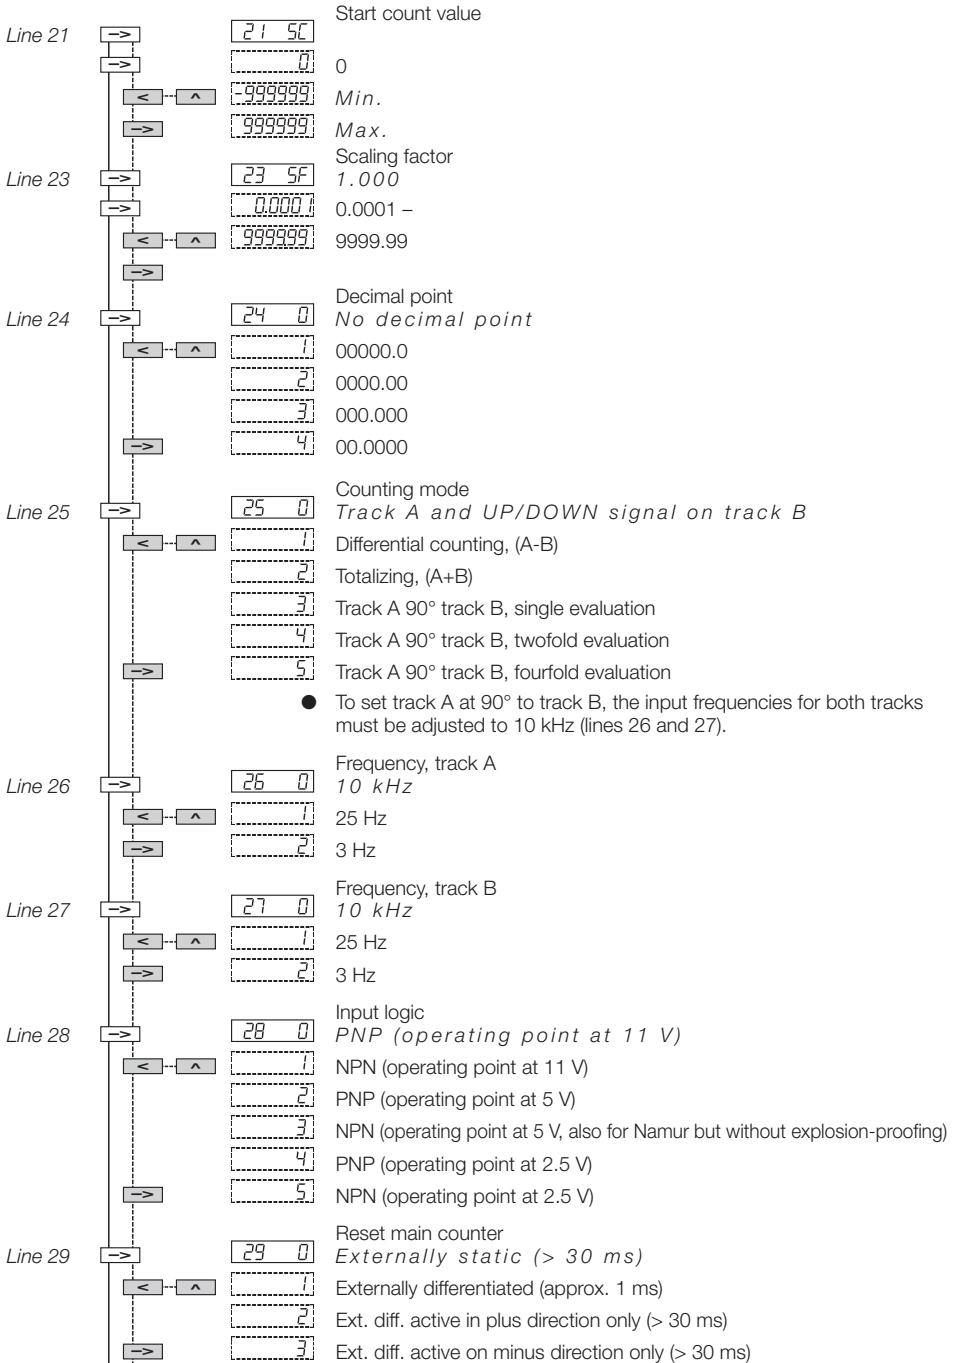 Start count value
Line 21 –> 21 SC
–> 0 0
< ^ -999999 Min.
–> 999999 Max.
Scaling factor
Line 23 –> 23 SF 1.000
–> 0.0001 0.0001 –
< ^ 9999.99 9999.99
–>
Decimal point
Line 24 –> 24 0 No decimal point
< ^ 1 00000.0
2 0000.00
3 000.000
–> 4 00.0000
Counting mode
Line 25 –> 25 0 Track A and UP/DOWN signal on track B
< ^ 1 Differential counting, (A-B)
2 Totalizing, (A+B)
3 Track A 90° track B, single evaluation
4 Track A 90° track B, twofold evaluation
–> 5 Track A 90° track B, fourfold evaluation
● To set track A at 90° to track B, the input frequencies for both tracks
must be adjusted to 10 kHz (lines 26 and 27).
Frequency, track A
Line 26 –> 26 0 10 kHz
< ^ 1 25 Hz
–> 2 3 Hz
Frequency, track B
Line 27 –> 27 0 10 kHz
< ^ 1 25 Hz
–> 2 3 Hz
Input logic
Line 28 –> 28 0 PNP (operating point at 11 V)
< ^ 1 NPN (operating point at 11 V)
2 PNP (operating point at 5 V)
3 NPN (operating point at 5 V, also for Namur but without explosion-proofing)
4 PNP (operating point at 2.5 V)
–> 5 NPN (operating point at 2.5 V)
Reset main counter
Line 29 –> 29 0 Externally static (> 30 ms)
< ^ 1 Externally differentiated (approx. 1 ms)
2 Ext. diff. active in plus direction only (> 30 ms)
–> 3 Ext. diff. active on minus direction only (> 30 ms)